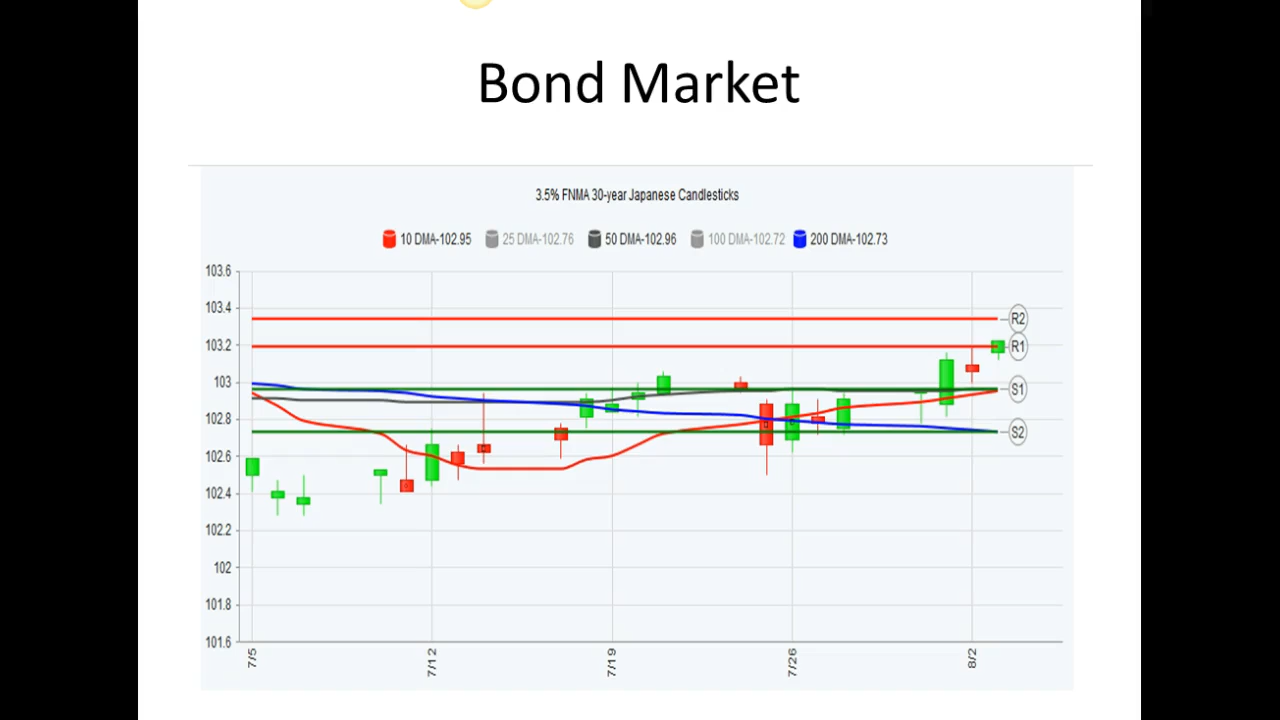 Bond Market
3.5% FNMA 30-year Japanese Candlesticks
10 DMA-102.95 25 DMA-102.76 50 DMA-102.96 100 DMA-102.72 200 DMA-102.73
103.6
103.4
103.2
103
102.8
102.6
102.4
102.2
102
101.8
101.6
R2
R1
S1
S2
7/5 7/12 7/19 7/26 8/2